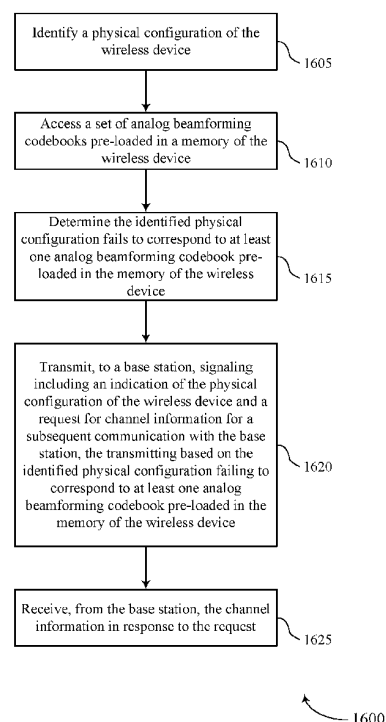 Identify a physical configuration of the
wireless device
1605
Access a set of analog beamforming
codebooks pre-loaded in a memory of the
wireless device
1610
Determine the identified physical
configuration fails to correspond to at least
one analog beamforming codebook pre-
loaded in the memory of the wireless
device
1615
Transmit, to a base station, signaling
including an indication of the physical
configuration of the wireless device and a
request for channel information for a
subsequent communication with the base
station, the transmitting based on the
identified physical configuration failing to
correspond to at least one analog
beamforming codebook pre-loaded in the
memory of the wireless device
1620
Receive, from the base station, the channel
information in response to the request
1625
1600